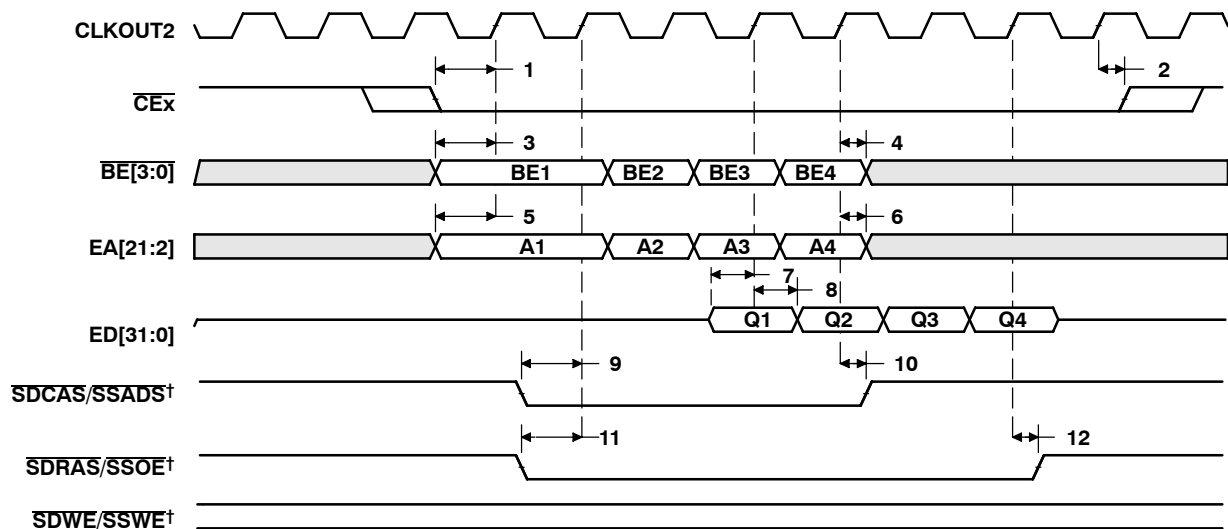 CLKOUT2
1
2
CEx
3
4
BE[3:0]
BE1 BE2 BE3 BE4
5
6
EA[21:2]
A1 A2 A3 A4
7
8
ED[31:0]
Q1 Q2 Q3 Q4
9
10
SDCAS/SSADS†
11
12
SDRAS/SSOE†
SDWE/SSWE†